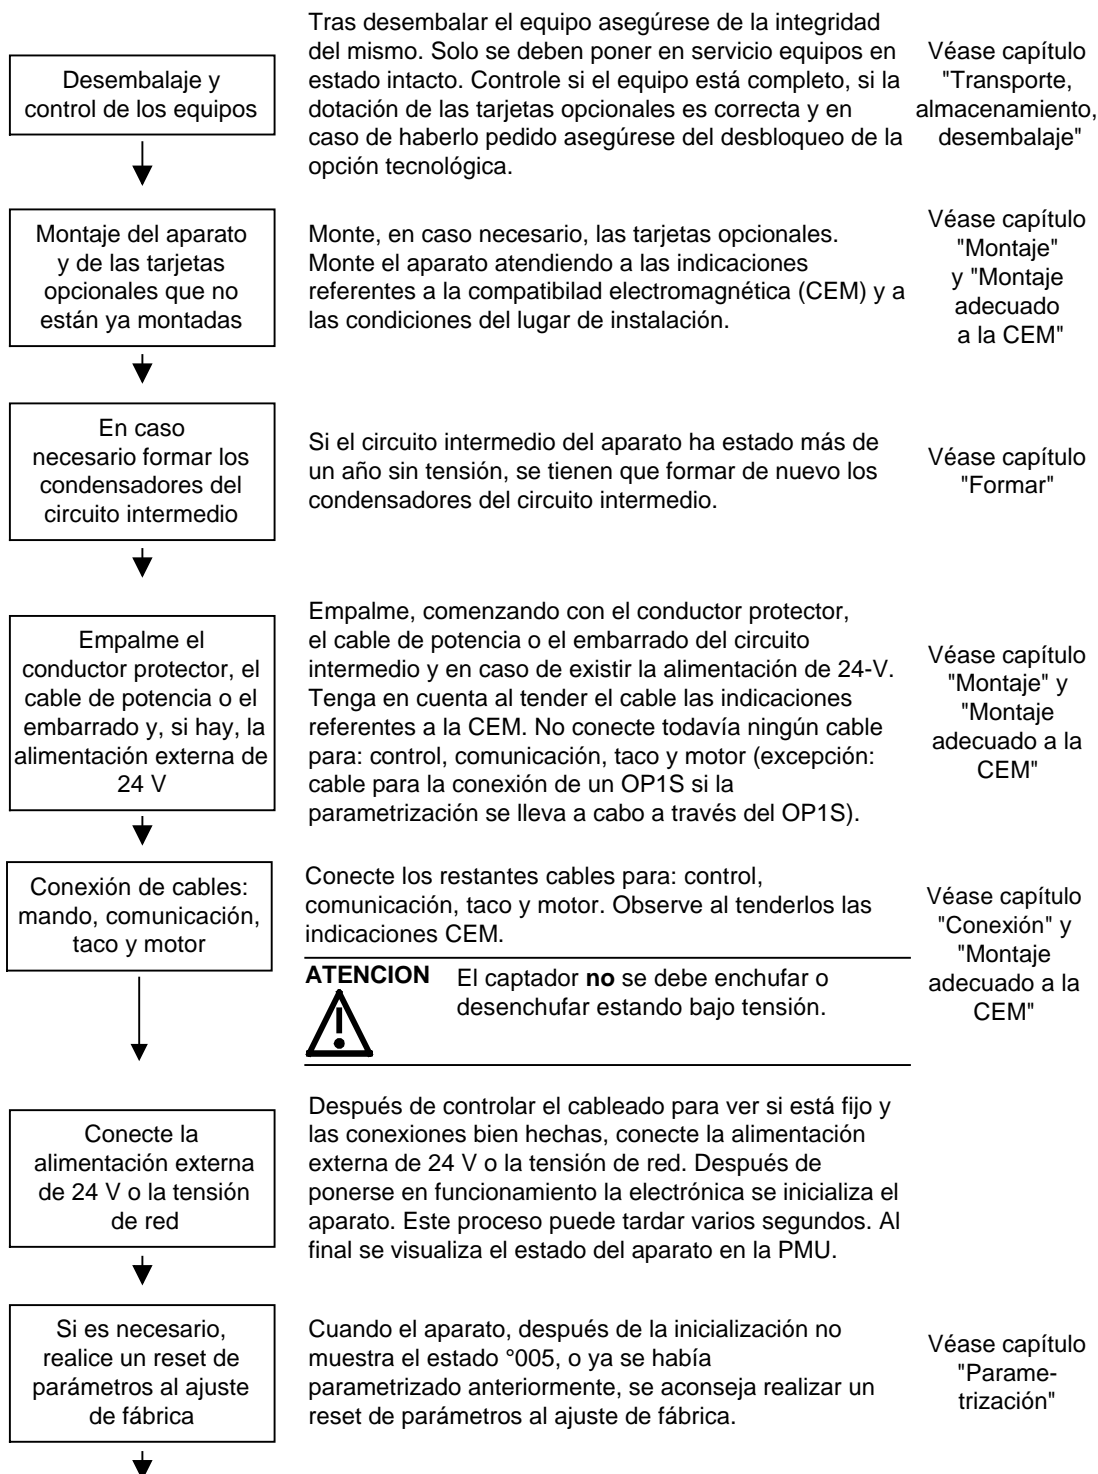 Desembalaje y
control de los equipos
Tras desembalar el equipo asegúrese de la integridad
del mismo. Solo se deben poner en servicio equipos en
estado intacto. Controle si el equipo está completo, si la
dotación de las tarjetas opcionales es correcta y en
caso de haberlo pedido asegúrese del desbloqueo de la
opción tecnológica.
Véase capítulo
"Transporte,
almacenamiento,
desembalaje"
Montaje del aparato
y de las tarjetas
opcionales que no
están ya montadas
Monte, en caso necesario, las tarjetas opcionales.
Monte el aparato atendiendo a las indicaciones
referentes a la compatibilad electromagnética (CEM) y a
las condiciones del lugar de instalación.
Véase capítulo
"Montaje"
y "Montaje
adecuado
a la CEM"
En caso
necesario formar los
condensadores del
circuito intermedio
Si el circuito intermedio del aparato ha estado más de
un año sin tensión, se tienen que formar de nuevo los
condensadores del circuito intermedio.
Véase capítulo
"Formar"
Empalme el
conductor protector, el
cable de potencia o el
embarrado y, si hay, la
alimentación externa de
24 V
Empalme, comenzando con el conductor protector,
el cable de potencia o el embarrado del circuito
intermedio y en caso de existir la alimentación de 24-V.
Tenga en cuenta al tender el cable las indicaciones
referentes a la CEM. No conecte todavía ningún cable
para: control, comunicación, taco y motor (excepción:
cable para la conexión de un OP1S si la
parametrización se lleva a cabo a través del OP1S).
Véase capítulo
"Montaje" y
"Montaje
adecuado a la
CEM"
Conexión de cables:
mando, comunicación,
taco y motor
Conecte los restantes cables para: control,
comunicación, taco y motor. Observe al tenderlos las
indicaciones CEM.
ATENCION
El captador no se debe enchufar o
desenchufar estando bajo tensión.
Véase capítulo
"Conexión" y
"Montaje
adecuado a la
CEM"
Conecte la
alimentación externa
de 24 V o la tensión
de red
Después de controlar el cableado para ver si está fijo y
las conexiones bien hechas, conecte la alimentación
externa de 24 V o la tensión de red. Después de
ponerse en funcionamiento la electrónica se inicializa el
aparato. Este proceso puede tardar varios segundos. Al
final se visualiza el estado del aparato en la PMU.
Si es necesario,
realice un reset de
parámetros al ajuste
de fábrica
Cuando el aparato, después de la inicialización no
muestra el estado °005, o ya se había
parametrizado anteriormente, se aconseja realizar un
reset de parámetros al ajuste de fábrica.
Véase capítulo
"Parame-
trización"